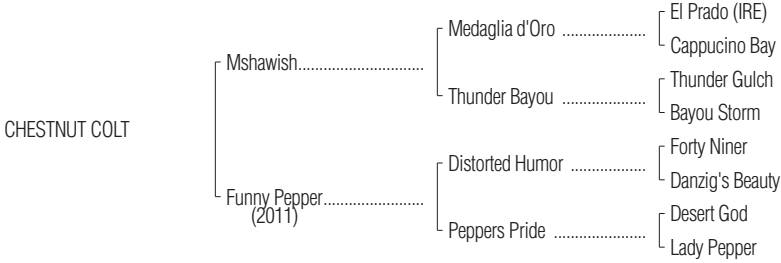 El Prado (IRE)
Medaglia d'Oro ....................
Cappucino Bay
Mshawish..............................
Thunder Gulch
Thunder Bayou ....................
Bayou Storm
CHESTNUT COLT
Forty Niner
Distorted Humor ..................
Danzig's Beauty
Funny Pepper........................
(2011)
Desert God
Peppers Pride ......................
Lady Pepper